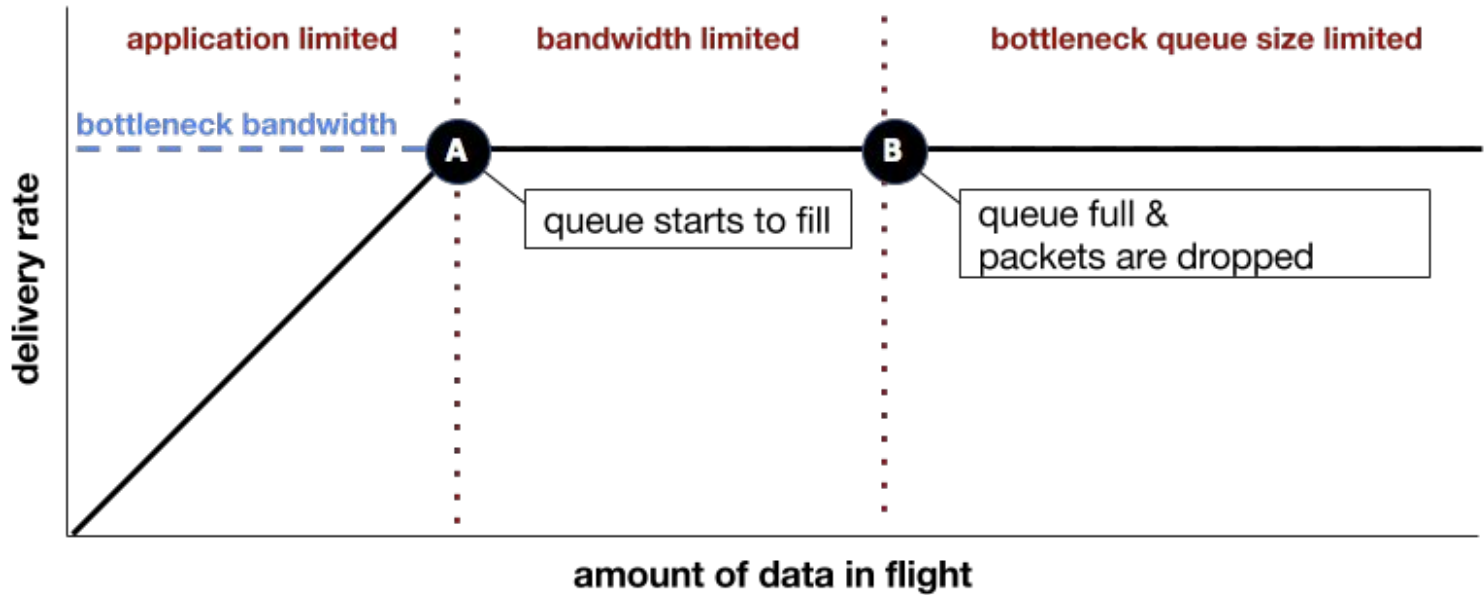 application limited
bandwidth limited
bottleneck queue size limited
bottleneck bandwidth
A
B
queue starts to fill
queue full &
packets are dropped
delivery rate
amount of data in flight